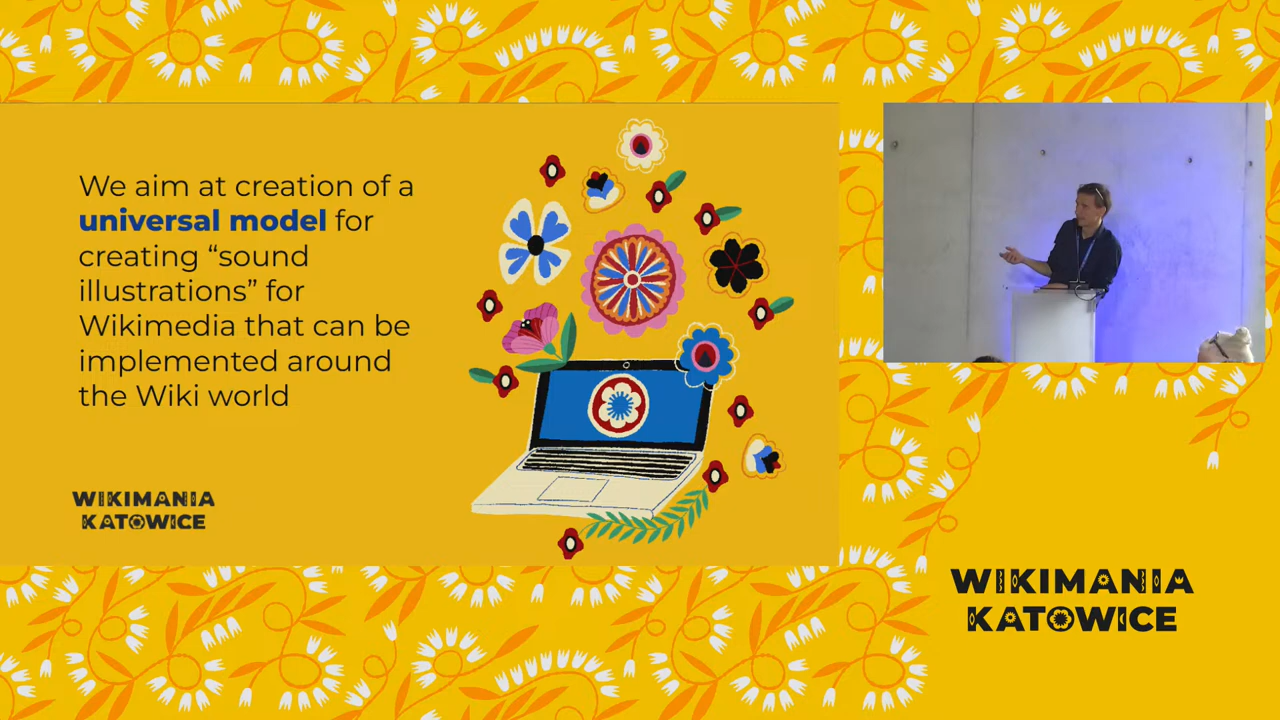 We aim at creation of a
universal model for
creating “sound
illustrations” for
Wikimedia that can be
implemented around
the Wiki world
WIKIMANIA
KATOWICE
WIKIMANIA
KATOWICE